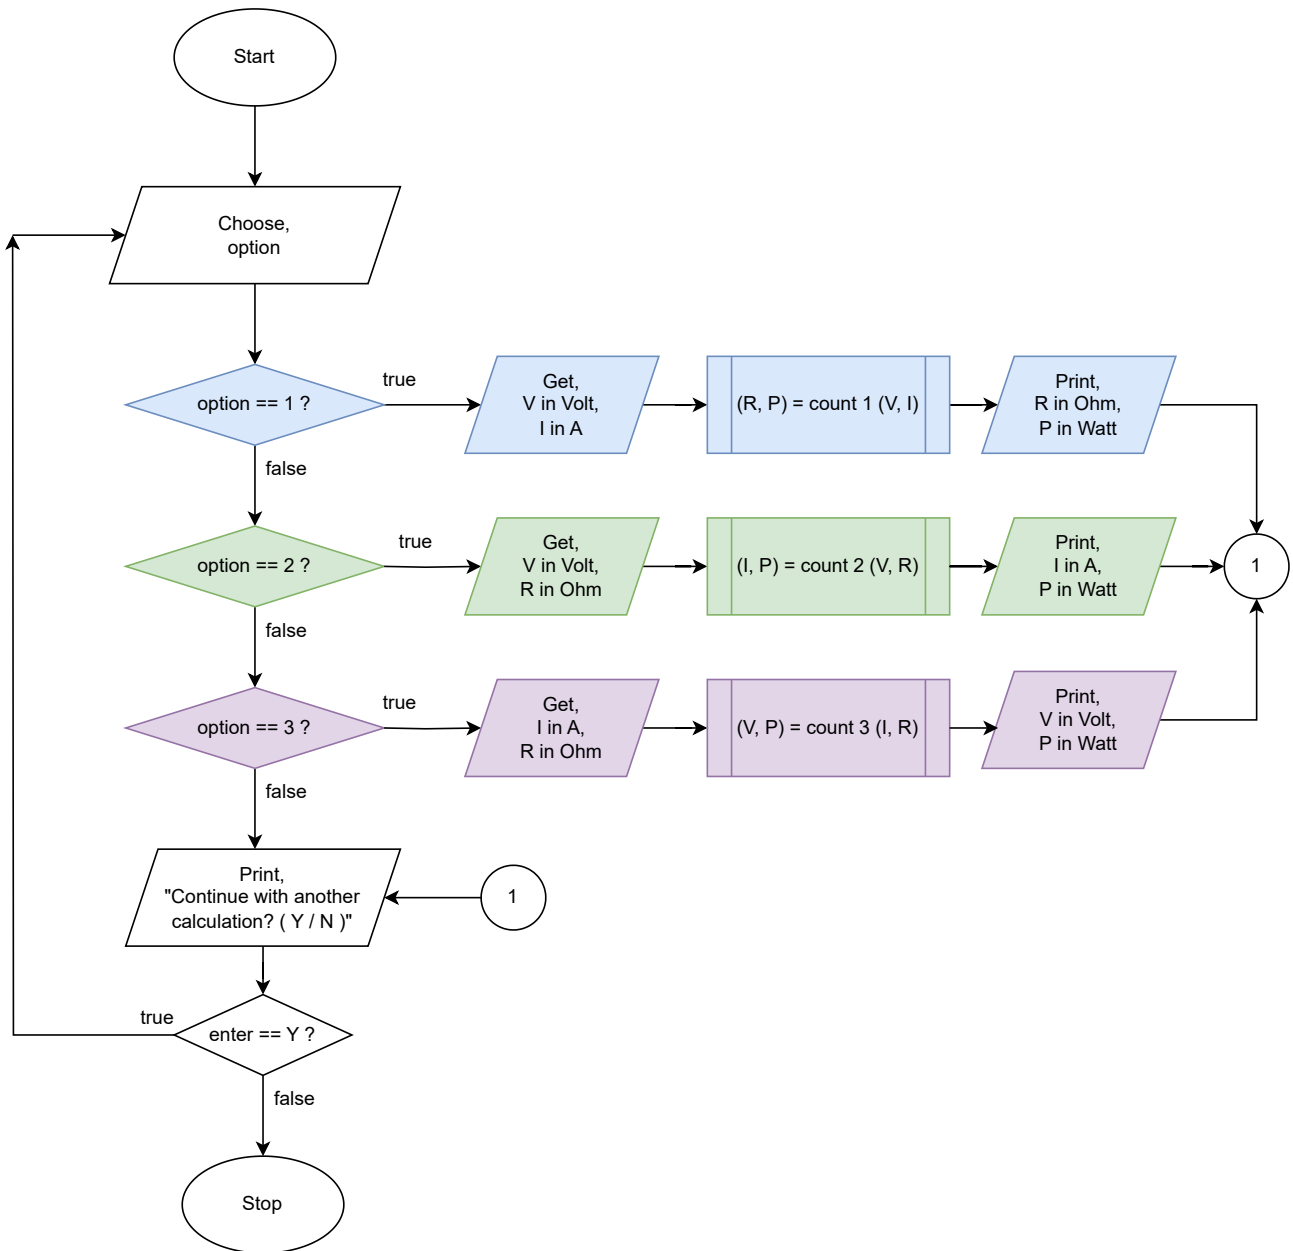 Start
Choose,
option
option == 1 ?
true
Get,
V in Volt,
I in A
(R, P) = count 1 (V, I)
Print,
R in Ohm,
P in Watt
false
option == 2 ?
true
Get,
V in Volt,
R in Ohm
(I, P) = count 2 (V, R)
Print,
I in A,
P in Watt
1
false
option == 3 ?
true
Get,
I in A,
R in Ohm
(V, P) = count 3 (I, R)
Print,
V in Volt,
P in Watt
false
Print,
"Continue with another
calculation? ( Y / N )"
1
true
enter == Y ?
false
Stop